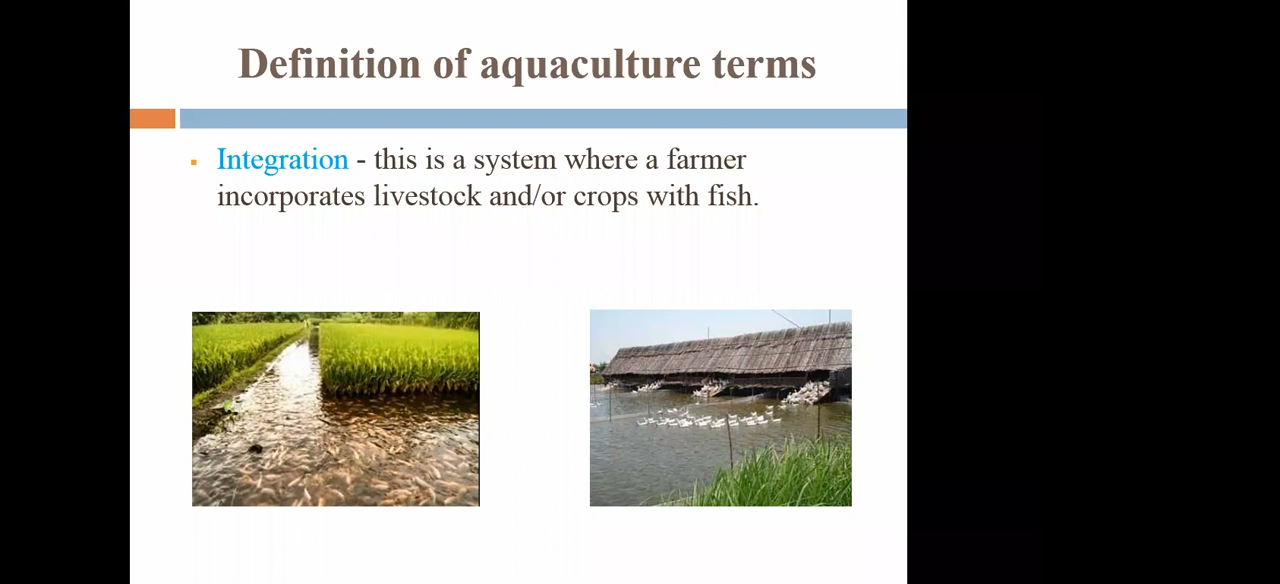 Definition of aquaculture terms
Integration - this is a system where a farmer
incorporates livestock and/or crops with fish.